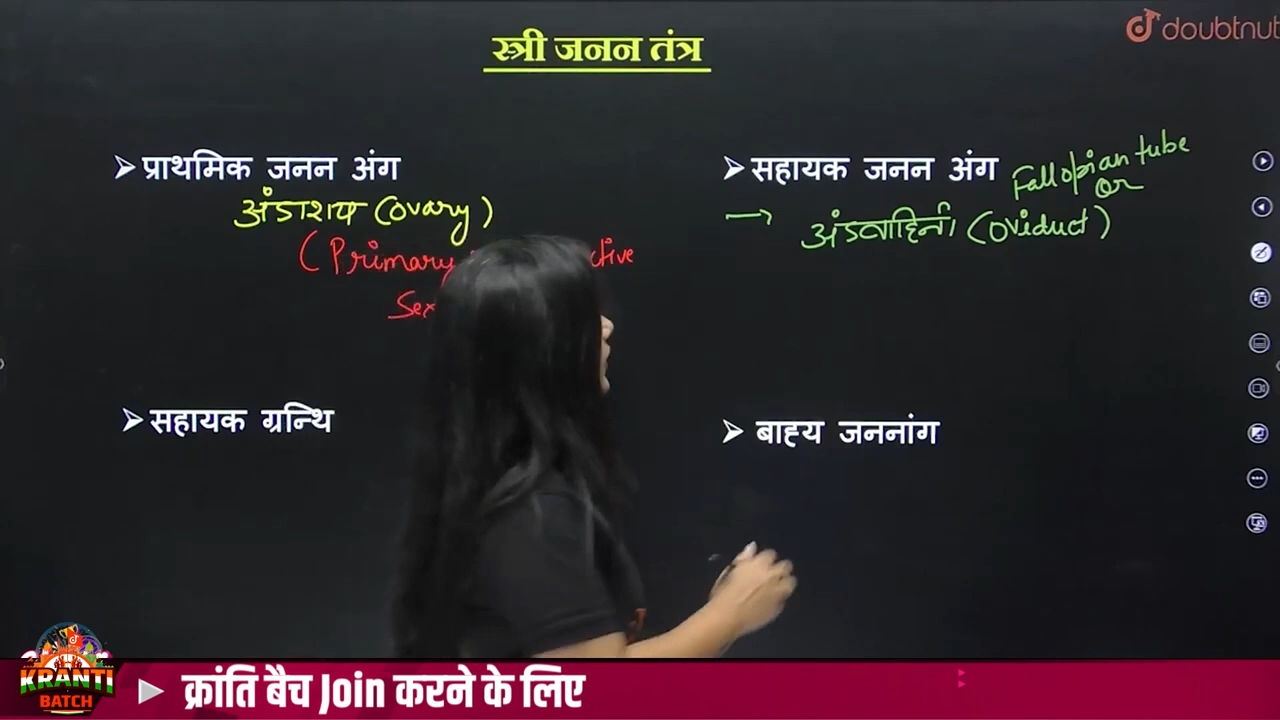 doubtnut
स्त्री जनन तंत्र
प्राथमिक जनन अंग
अंडाशय (ovary)
(Primary
सहायक जनन अंग
Fallopian tube
or
अंडवाहिनी (oviduct)
सहायक ग्रन्थि
बाह्य जननांग
KRANTI
BATCH
क्रांति बैच Join करने के लिए